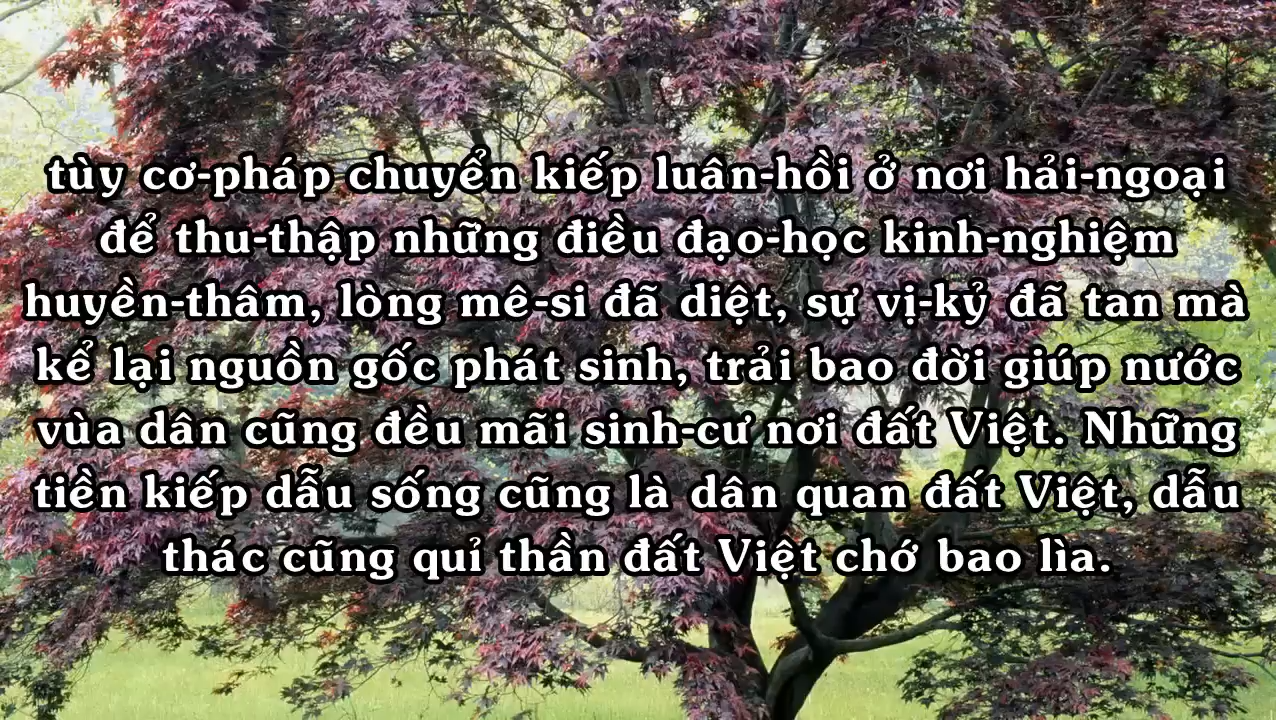 tùy cơ-pháp chuyển kiếp luân-hồi ở nơi hải-ngoại
để thu-thập những điều đạo-học kinh-nghiệm
huyền-thâm, lòng mê-si đã diệt, sự vị-kỷ đã tan mà
kể lại nguồn gốc phát sinh, trải bao đời giúp nước
vùa dân cũng đều mãi sinh-cư nơi đất Việt. Những
tiền kiếp dẫu sống cũng là dân quan đất Việt, dẫu
thác cũng quỉ thần đất Việt chớ bao lìa.